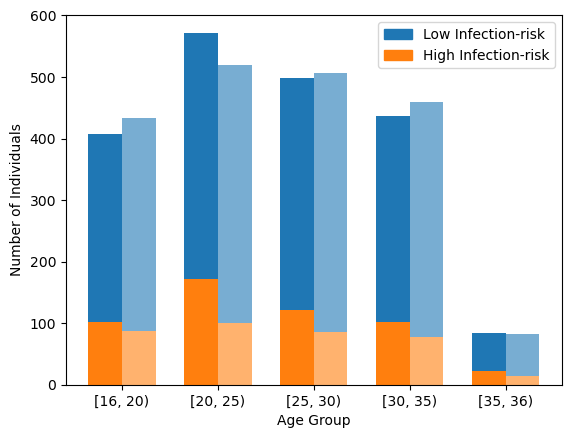 600
500
400
300
200
100
0
Number of Individuals
Low Infection-risk
High Infection-risk
[16, 20) [20, 25) [25, 30) [30, 35) [35, 36)
Age Group